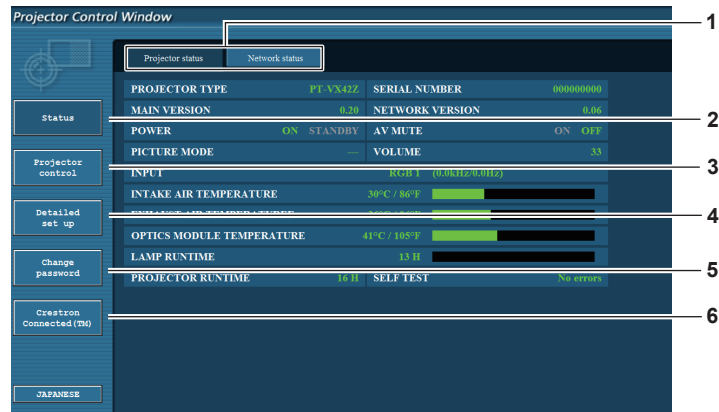 Projector Control Window
1
Projector status Network status
PROJECTOR TYPE PT-VX42Z SERIAL NUMBER 000000000
MAIN VERSION 0.20 NETWORK VERSION 0.06
Status
2
POWER ON STANDBY AV MUTE ON OFF
PICTURE MODE --- VOLUME 33
Projector
control
3
INPUT RGB 1 (0.0kHz/0.0Hz)
INTAKE AIR TEMPERATURE 30°C / 86°F
Detailed
set up
4
OPTICS MODULE TEMPERATURE 41°C / 105°F
LAMP RUNTIME 13 H
Change
password
5
PROJECTOR RUNTIME 16 H SELF TEST No errors
Crestron
Connected(TM)
6
JAPANESE